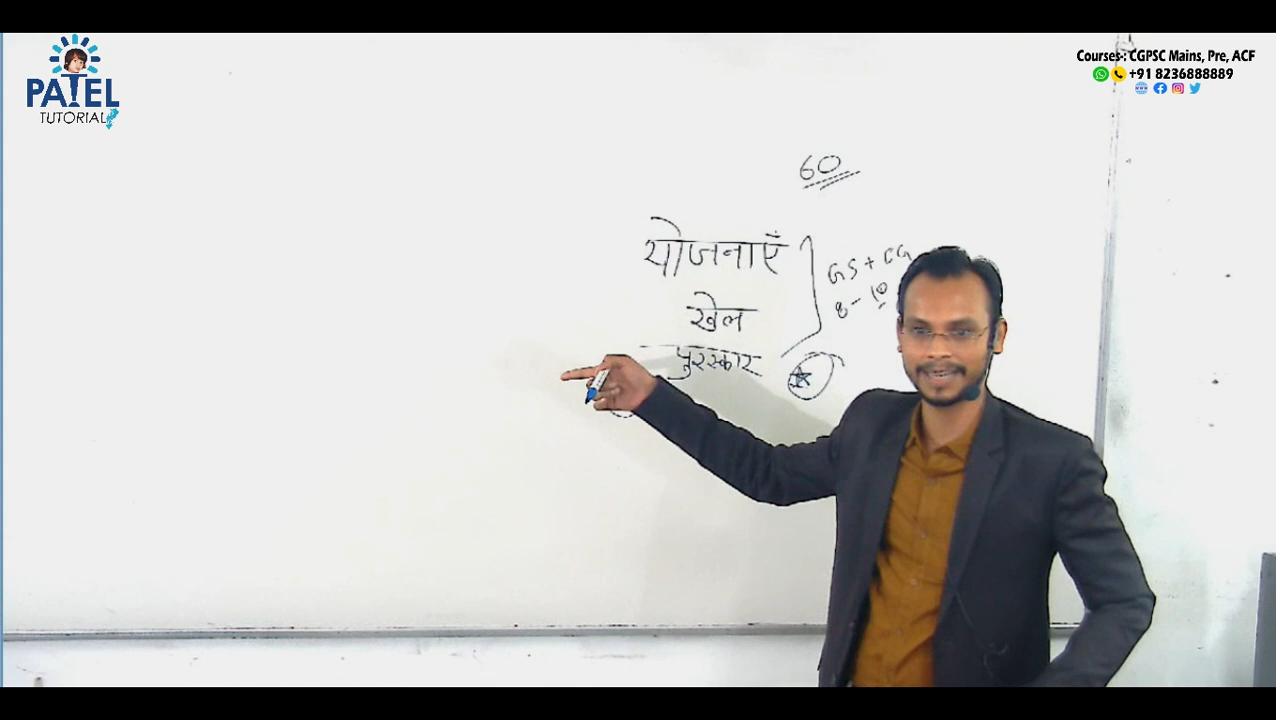 PATEL
TUTORIAL
Courses: CGPSC Mains, Pre, ACF
+91 8236888889
60
योजनाएँ
खेल
पुरस्कार
GS + CG
8 - 10